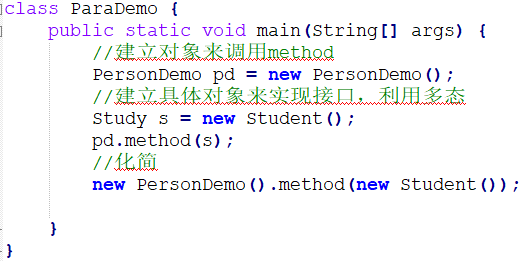 class ParaDemo {
    public static void main(String[] args) {
        //建立对象来调用method
        PersonDemo pd = new PersonDemo();
        //建立具体对象来实现接口，利用多态
        Study s = new Student();
        pd.method(s);
        //化简
        new PersonDemo().method(new Student());
    }
}